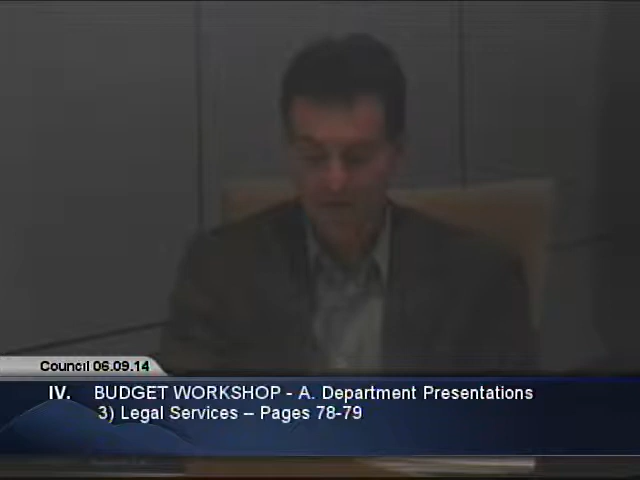 Council 06.09.14
IV. BUDGET WORKSHOP - A. Department Presentations
3) Legal Services -- Pages 78-79